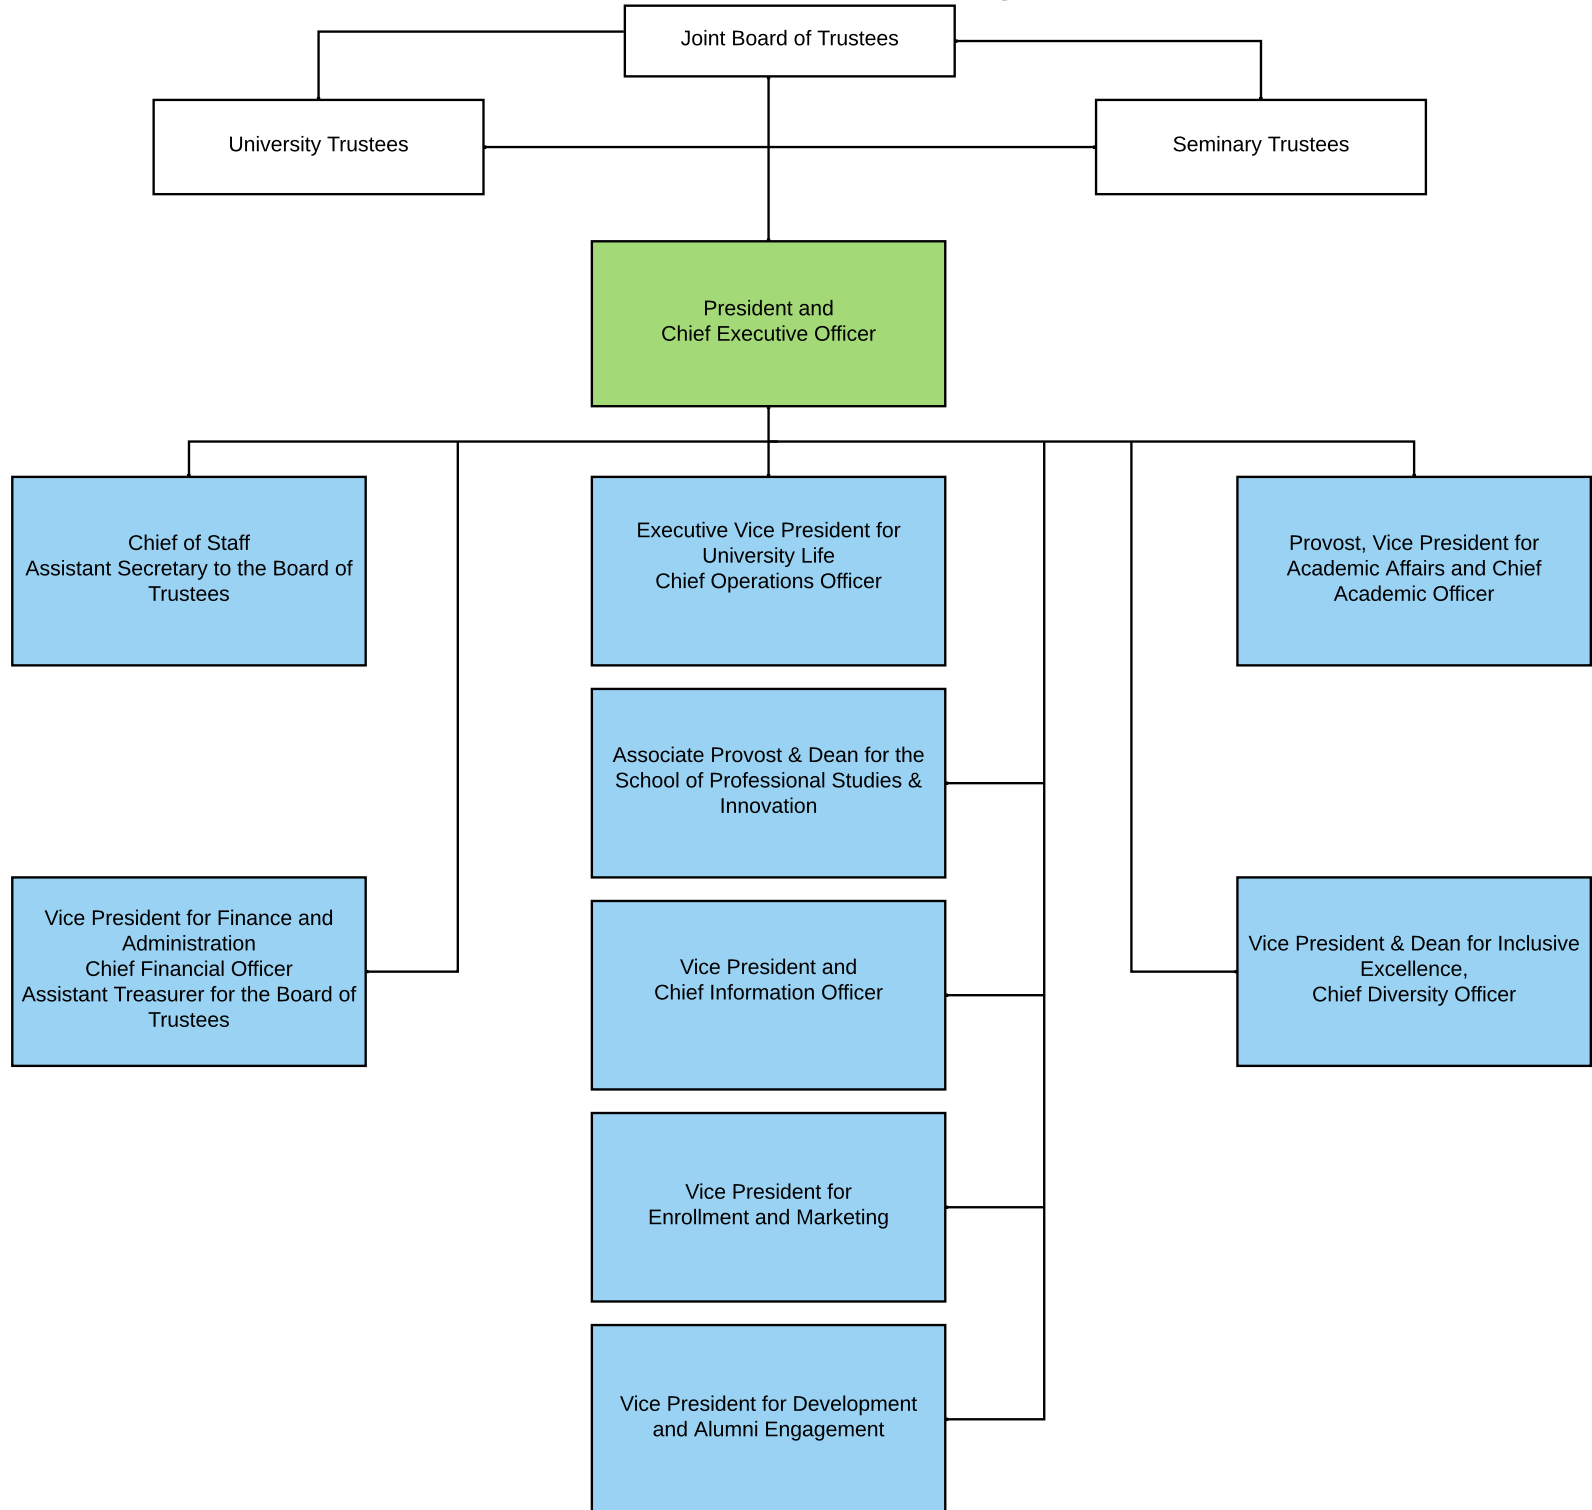 Joint Board of Trustees
University Trustees
Seminary Trustees
President and
Chief Executive Officer
Chief of Staff
Assistant Secretary to the Board of
Trustees
Executive Vice President for
University Life
Chief Operations Officer
Provost, Vice President for
Academic Affairs and Chief
Academic Officer
Associate Provost & Dean for the
School of Professional Studies &
Innovation
Vice President for Finance and
Administration
Chief Financial Officer
Assistant Treasurer for the Board of
Trustees
Vice President and
Chief Information Officer
Vice President & Dean for Inclusive
Excellence,
Chief Diversity Officer
Vice President for
Enrollment and Marketing
Vice President for Development
and Alumni Engagement